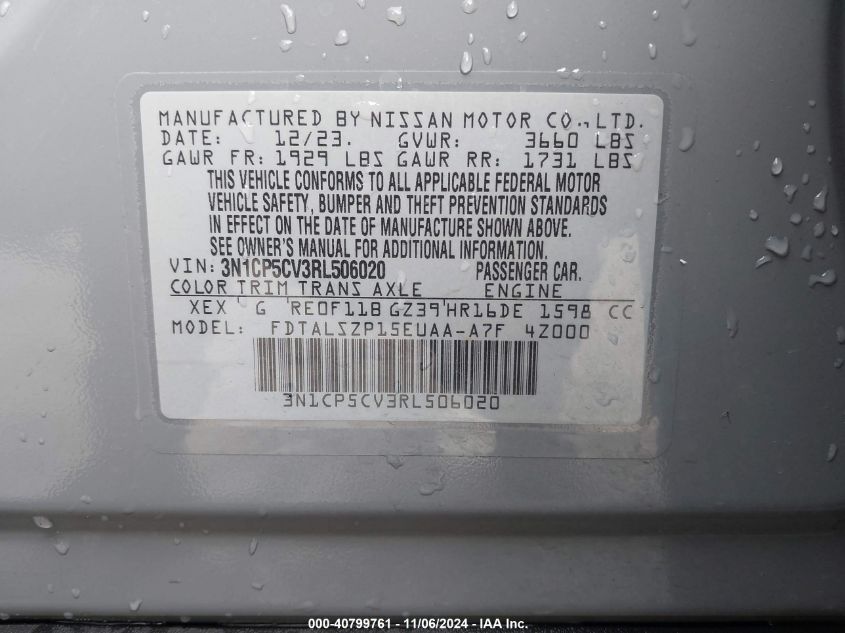 MANUFACTURED BY NISSAN MOTOR CO., LTD.
DATE: 12/23. GVWR: 3660 LBS
GAWR FR: 1929 LBS GAWR RR: 1731 LBS
THIS VEHICLE CONFORMS TO ALL APPLICABLE FEDERAL MOTOR
VEHICLE SAFETY, BUMPER AND THEFT PREVENTION STANDARDS
IN EFFECT ON THE DATE OF MANUFACTURE SHOWN ABOVE.
SEE OWNER'S MANUAL FOR ADDITIONAL INFORMATION.
VIN: 3N1CP5CV3RL506020 PASSENGER CAR.
COLOR TRIM TRANS AXLE ENGINE
XEX G RE0F11B GZ39 HR16DE 1598 CC
MODEL: FDTALSZP15EUAA-A7F 4Z000
3N1CP5CV3RL506020
©COPY: 000-40799761 - 11/06/2024 - IAA Inc.